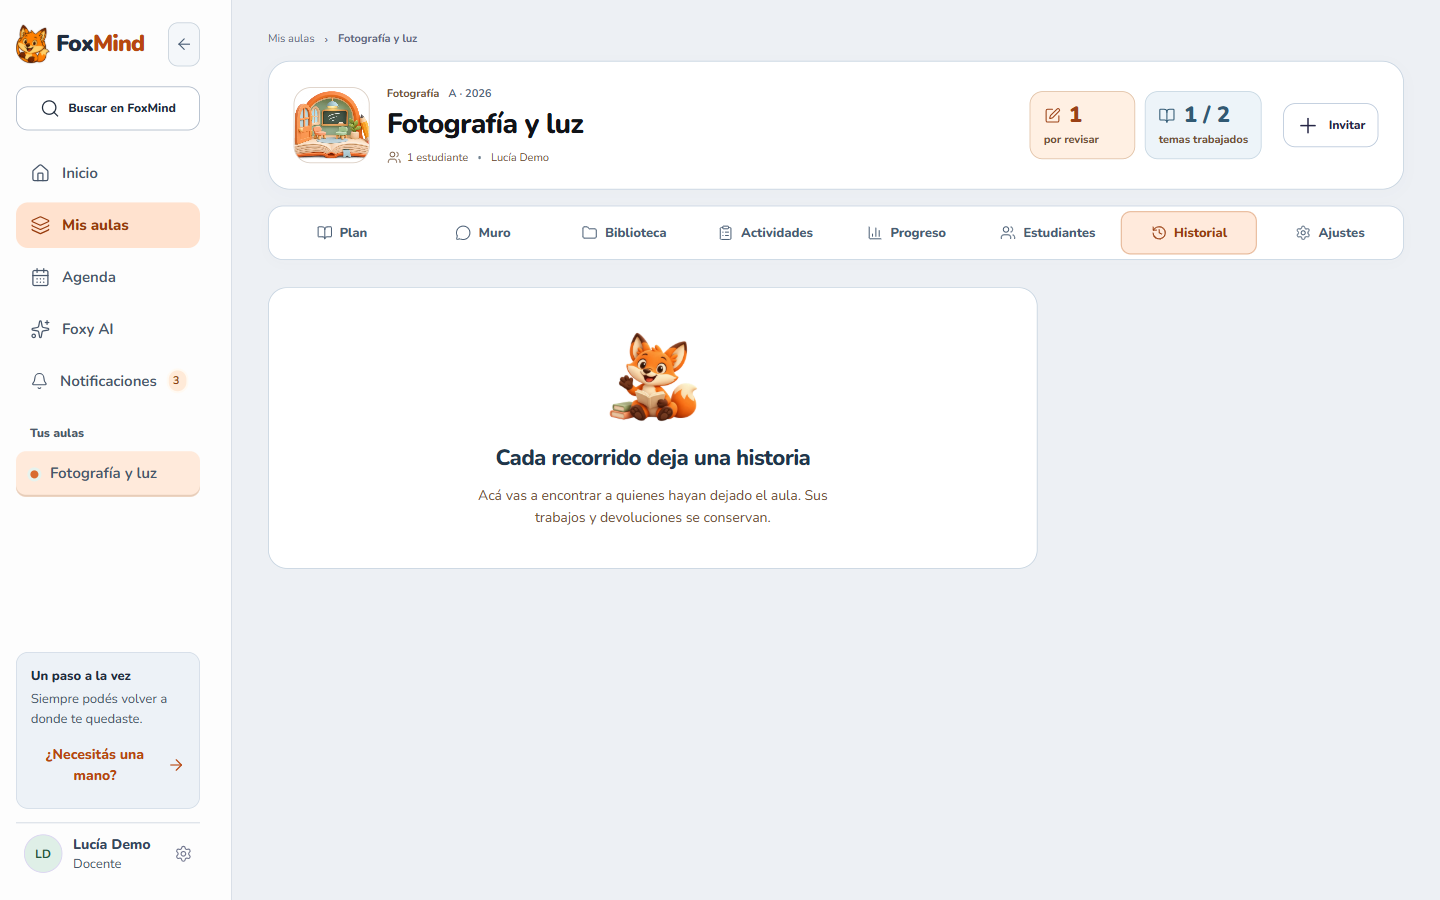 FoxMind
Buscar en FoxMind
Inicio
Mis aulas
Agenda
Foxy AI
Notificaciones 3
Tus aulas
Fotografía y luz
Un paso a la vez
Siempre podés volver a
donde te quedaste.
¿Necesitás una
mano?
LD
Lucía Demo
Docente
Mis aulas › Fotografía y luz
Fotografía A · 2026
Fotografía y luz
1 estudiante • Lucía Demo
1
por revisar
1 / 2
temas trabajados
Invitar
Plan
Muro
Biblioteca
Actividades
Progreso
Estudiantes
Historial
Ajustes
Cada recorrido deja una historia
Acá vas a encontrar a quienes hayan dejado el aula. Sus
trabajos y devoluciones se conservan.